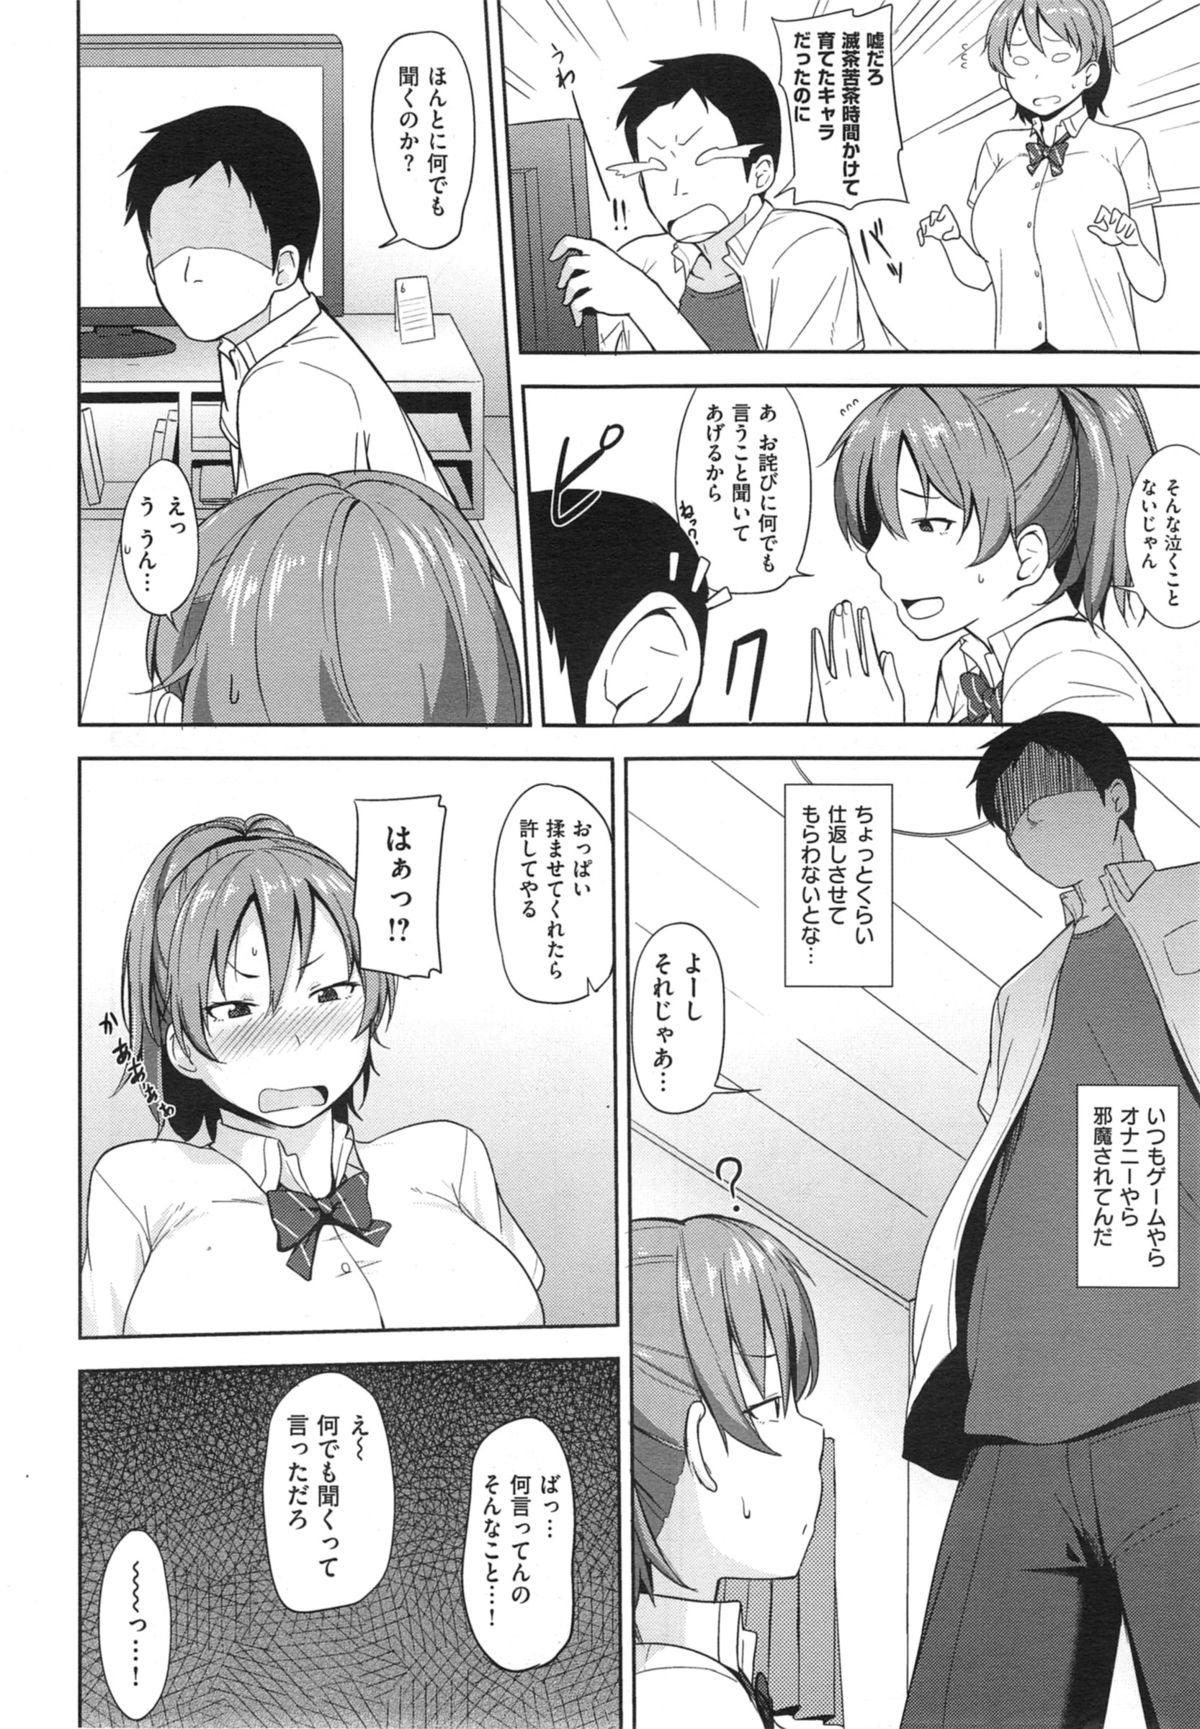 嘘だろ
滅茶苦茶時間かけて
育てたキャラ
だったのに
うわ
!!
そんな泣くこと
ないじゃん
あ お詫びに何でも
言うこと聞いて
あげるから
ねっ?
ピク
ほんとに何でも
聞くのか?
えっ
う うん…
いつもゲームやら
オナニーやら
邪魔されてんだ
ちょっとくらい
仕返しさせて
もらわないとな…
よーし
それじゃあ…
?
おっぱい
揉ませてくれたら
許してやる
はぁっ!?
かあぁあぁ
ばっ…
何言ってんの
そんなこと…!
え～
何でも聞くって
言ったただろ
～～っ…!